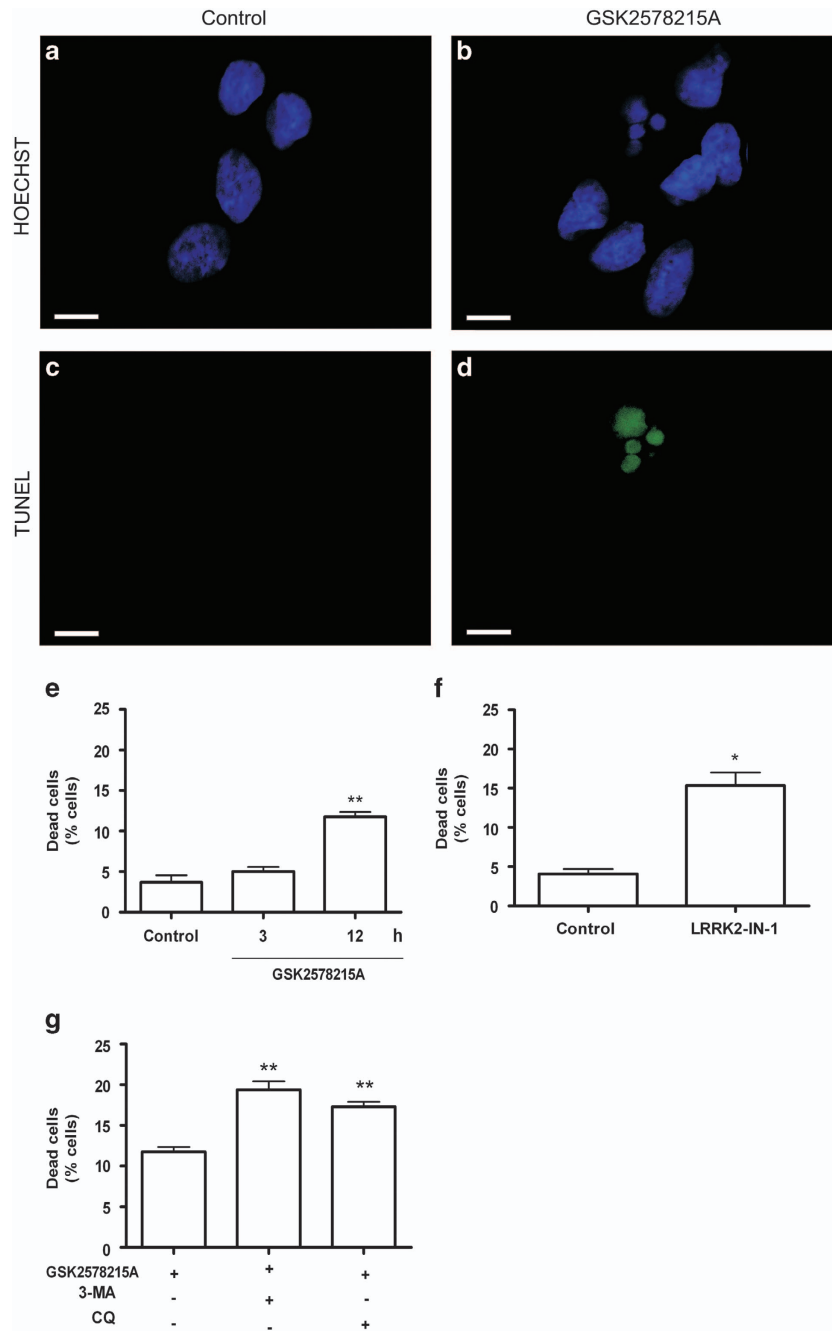 Control GSK2578215A
a b
HOECHST
c d
TUNEL
e
25
20
15
10
5
0
Dead cells
(% cells)
**
Control 3 12 h
GSK2578215A
f
25
20
15
10
5
0
Dead cells
(% cells)
*
Control LRRK2-IN-1
g
25
20
15
10
5
0
Dead cells
(% cells)
** **
GSK2578215A + + +
3-MA - + -
CQ - - +